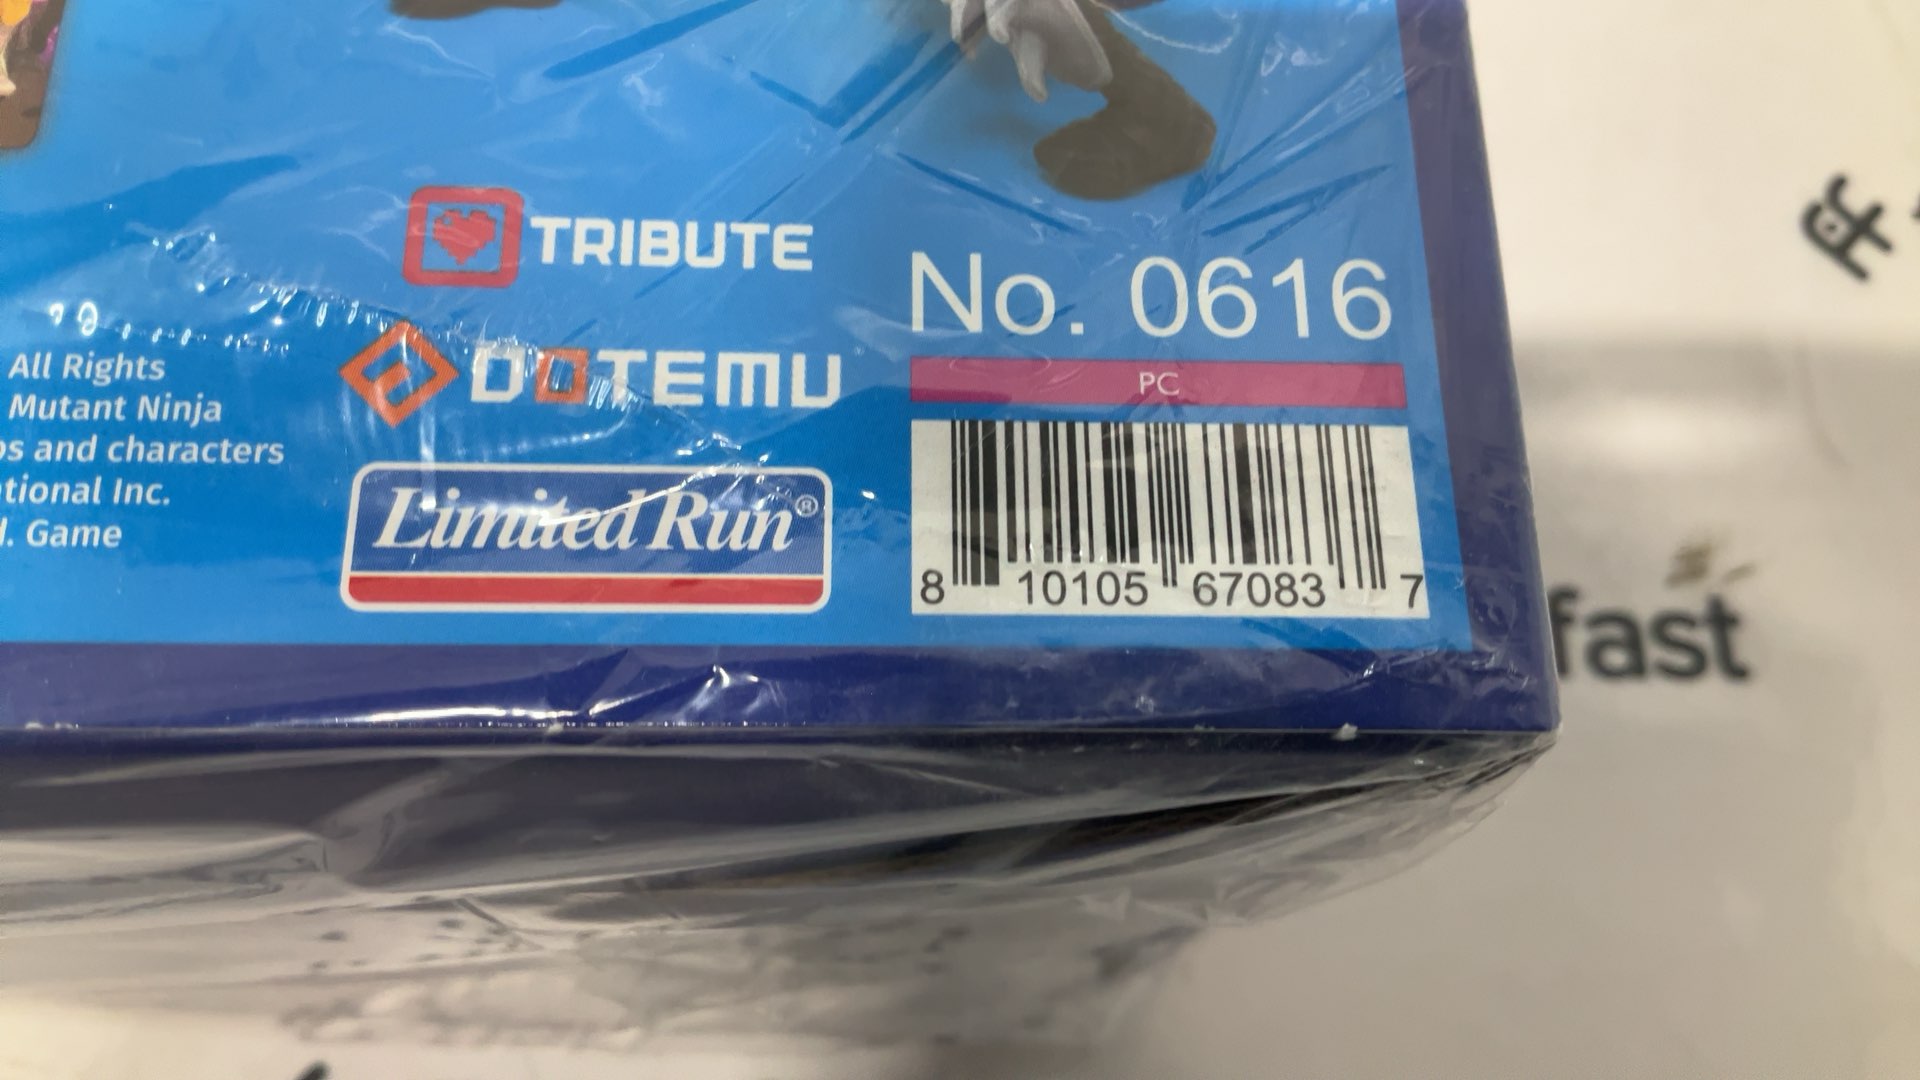 TRIBUTE
DOTEMU
Limited Run®
All Rights
Mutant Ninja
os and characters
tional Inc.
. Game
No. 0616
PC
8 10105 67083 7
fast